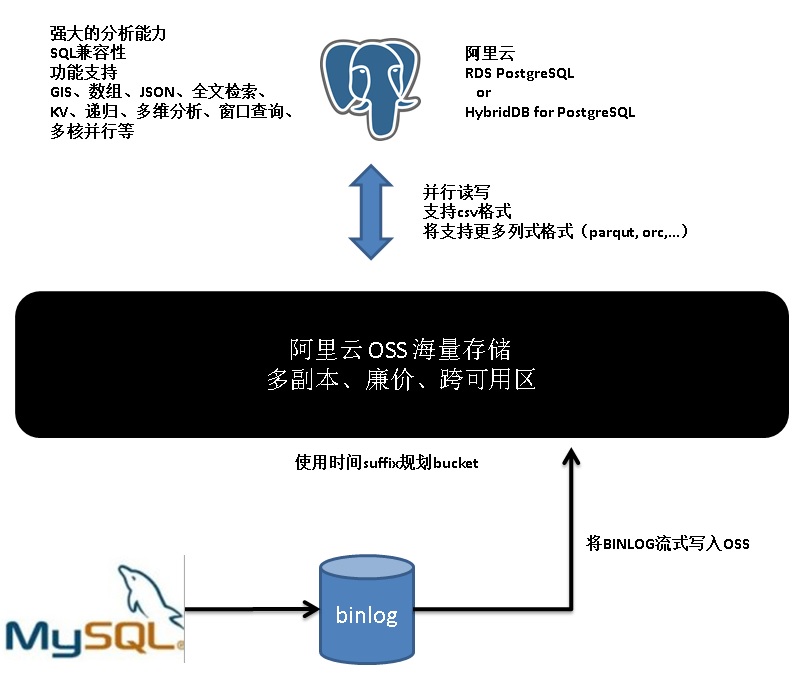 强大的分析能力
SQL兼容性
功能支持
GIS、数组、JSON、全文检索、
KV、递归、多维分析、窗口查询、
多核并行等
阿里云
RDS PostgreSQL
or
HybridDB for PostgreSQL
并行读写
支持csv格式
将支持更多列式格式（parqut, orc,...）
阿里云 OSS 海量存储
多副本、廉价、跨可用区
使用时间suffix规划bucket
将BINLOG流式写入OSS
MySQL®
binlog